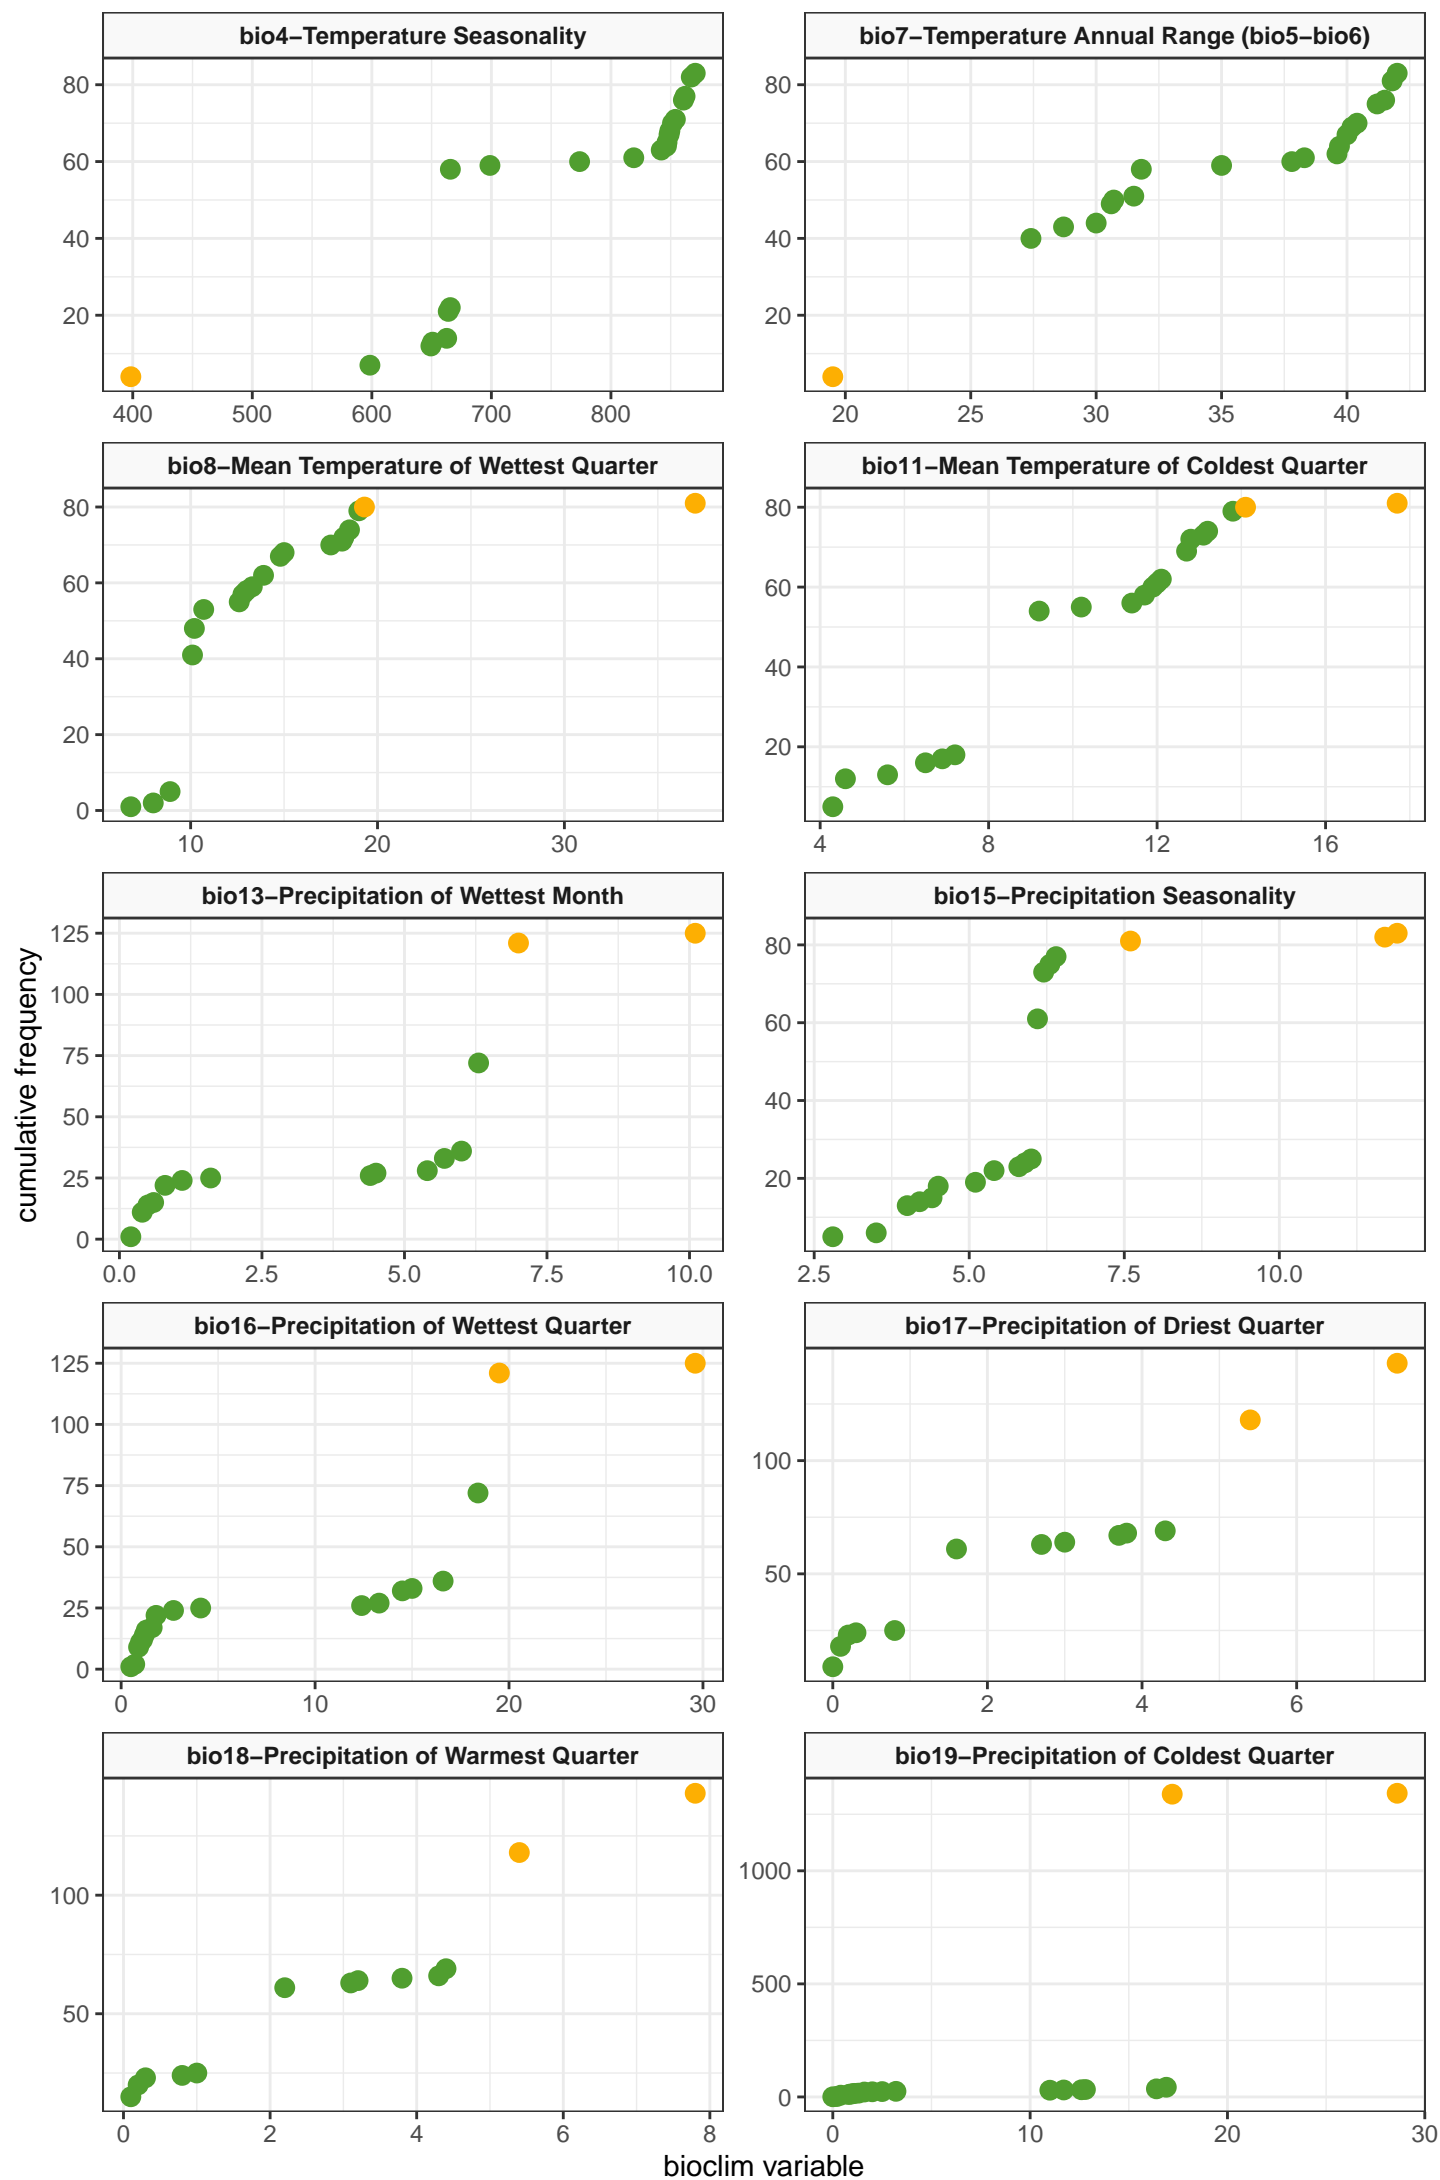 bio4−Temperature Seasonality
bio7−Temperature Annual Range (bio5−bio6)
80
60
40
20
400 500 600 700 800
80
60
40
20
20 25 30 35 40
bio8−Mean Temperature of Wettest Quarter
bio11−Mean Temperature of Coldest Quarter
80
60
40
20
0
10 20 30
80
60
40
20
4 8 12 16
bio13−Precipitation of Wettest Month
bio15−Precipitation Seasonality
125
100
75
50
25
0
0.0 2.5 5.0 7.5 10.0
80
60
40
20
2.5 5.0 7.5 10.0
cumulative frequency
bio16−Precipitation of Wettest Quarter
bio17−Precipitation of Driest Quarter
125
100
75
50
25
0
0 10 20 30
100
50
0 2 4 6
bio18−Precipitation of Warmest Quarter
bio19−Precipitation of Coldest Quarter
100
50
0 2 4 6 8
1000
500
0
0 10 20 30
bioclim variable